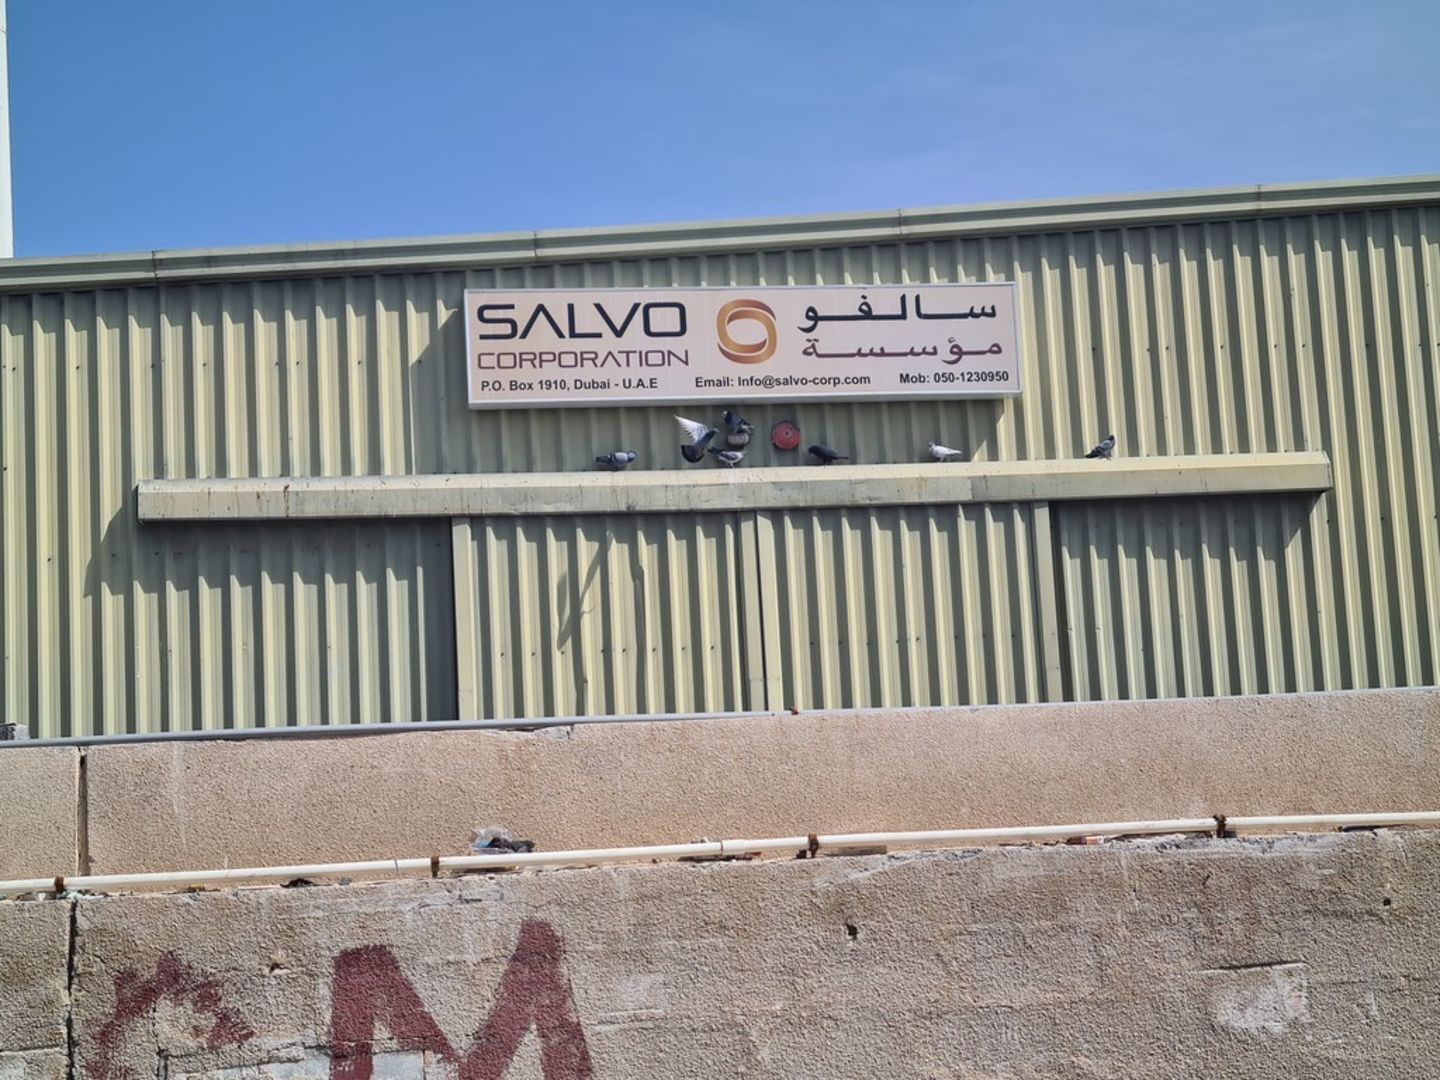 SALVO
CORPORATION
سالفو
مؤسسة
P.O. Box 1910, Dubai - U.A.E
Email: Info@salvo-corp.com
Mob: 050-1230950
M